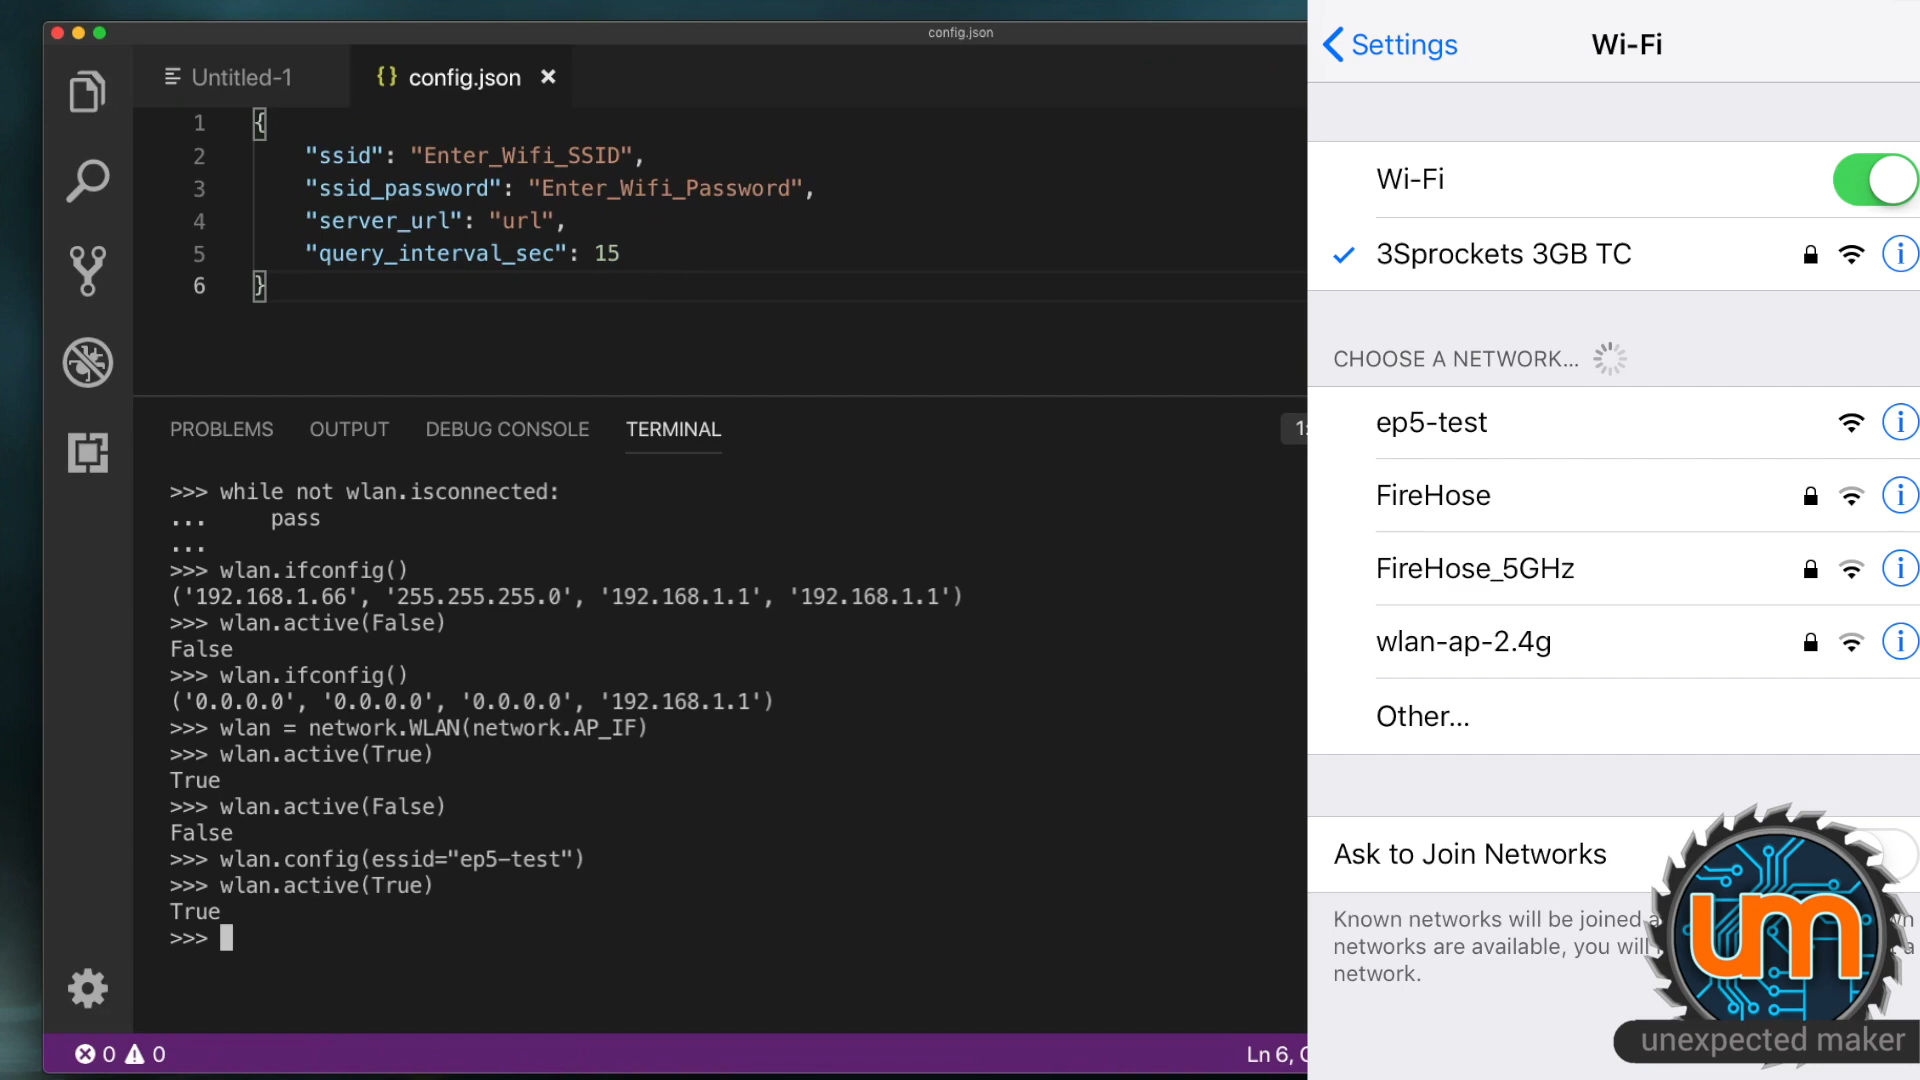 config.json
Untitled-1
{} config.json ×
1 {
2 "ssid": "Enter_Wifi_SSID",
3 "ssid_password": "Enter_Wifi_Password",
4 "server_url": "url",
5 "query_interval_sec": 15
6 }
PROBLEMS OUTPUT DEBUG CONSOLE TERMINAL
1:
>>> while not wlan.isconnected:
... pass
...
>>> wlan.ifconfig()
('192.168.1.66', '255.255.255.0', '192.168.1.1', '192.168.1.1')
>>> wlan.active(False)
False
>>> wlan.ifconfig()
('0.0.0.0', '0.0.0.0', '0.0.0.0', '192.168.1.1')
>>> wlan = network.WLAN(network.AP_IF)
>>> wlan.active(True)
True
>>> wlan.active(False)
False
>>> wlan.config(essid="ep5-test")
>>> wlan.active(True)
True
>>>
0 0
Ln 6,
Settings
Wi-Fi
Wi-Fi
3Sprockets 3GB TC
CHOOSE A NETWORK...
ep5-test
FireHose
FireHose_5GHz
wlan-ap-2.4g
Other...
Ask to Join Networks
Known networks will be joined
networks are available, you will
network.
um
unexpected maker